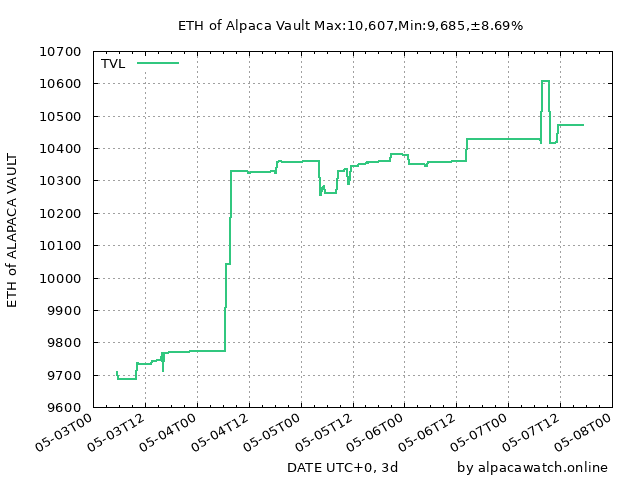 ETH of Alpaca Vault Max:10,607,Min:9,685,±8.69%
TVL
10700
10600
10500
10400
10300
10200
10100
10000
9900
9800
9700
9600
ETH of ALAPACA VAULT
05-03T00
05-03T12
05-04T00
05-04T12
05-05T00
05-05T12
05-06T00
05-06T12
05-07T00
05-07T12
05-08T00
DATE UTC+0, 3d
by alpacawatch.online